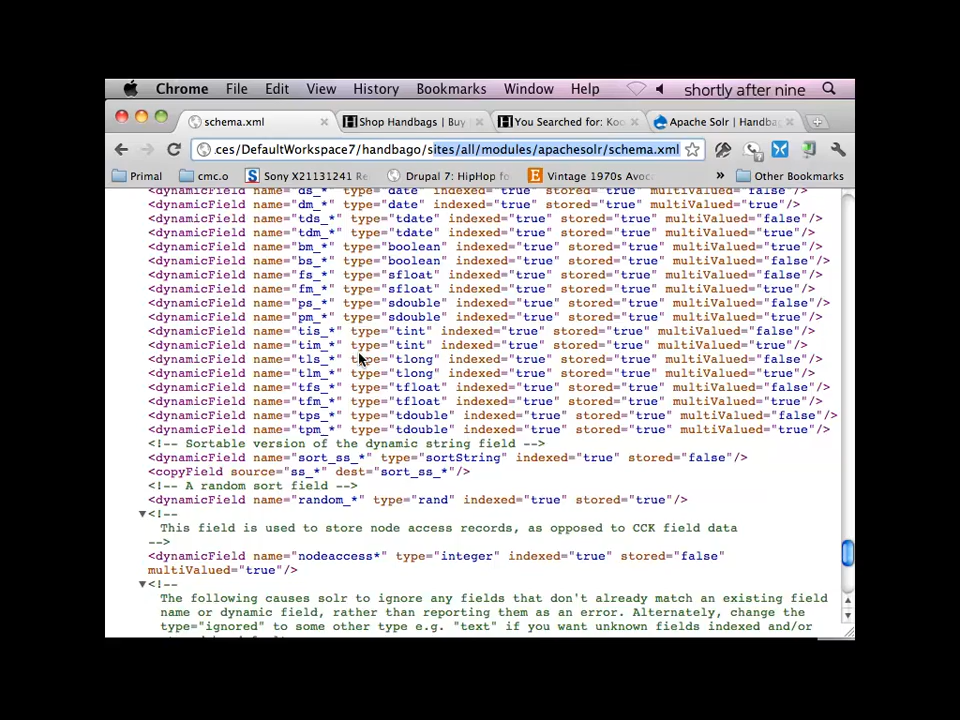 Chrome File Edit View History Bookmarks Window Help shortly after nine
schema.xml Shop Handbags | Buy You Searched for: Koo Apache Solr | Handba
.ces/DefaultWorkspace7/handbago/sites/all/modules/apachesolr/schema.xml
Primal cmc.o Sony X21131241 Re Drupal 7: HipHop fo Vintage 1970s Avoc » Other Bookmarks
<dynamicField name="ds_*" type="date" indexed="true" stored="true" multiValued="false"/>
<dynamicField name="dm_*" type="date" indexed="true" stored="true" multiValued="true"/>
<dynamicField name="tds_*" type="tdate" indexed="true" stored="true" multiValued="false"/>
<dynamicField name="tdm_*" type="tdate" indexed="true" stored="true" multiValued="true"/>
<dynamicField name="bm_*" type="boolean" indexed="true" stored="true" multiValued="true"/>
<dynamicField name="bs_*" type="boolean" indexed="true" stored="true" multiValued="false"/>
<dynamicField name="fs_*" type="sfloat" indexed="true" stored="true" multiValued="false"/>
<dynamicField name="fm_*" type="sfloat" indexed="true" stored="true" multiValued="true"/>
<dynamicField name="ps_*" type="sdouble" indexed="true" stored="true" multiValued="false"/>
<dynamicField name="pm_*" type="sdouble" indexed="true" stored="true" multiValued="true"/>
<dynamicField name="tis_*" type="tint" indexed="true" stored="true" multiValued="false"/>
<dynamicField name="tim_*" type="tint" indexed="true" stored="true" multiValued="true"/>
<dynamicField name="tls_*" type="tlong" indexed="true" stored="true" multiValued="false"/>
<dynamicField name="tlm_*" type="tlong" indexed="true" stored="true" multiValued="true"/>
<dynamicField name="tfs_*" type="tfloat" indexed="true" stored="true" multiValued="false"/>
<dynamicField name="tfm_*" type="tfloat" indexed="true" stored="true" multiValued="true"/>
<dynamicField name="tps_*" type="tdouble" indexed="true" stored="true" multiValued="false"/>
<dynamicField name="tpm_*" type="tdouble" indexed="true" stored="true" multiValued="true"/>
<!-- Sortable version of the dynamic string field -->
<dynamicField name="sort_ss_*" type="sortString" indexed="true" stored="false"/>
<copyField source="ss_*" dest="sort_ss_*"/>
<!-- A random sort field -->
<dynamicField name="random_*" type="rand" indexed="true" stored="true"/>
<!--
This field is used to store node access records, as opposed to CCK field data
-->
<dynamicField name="nodeaccess*" type="integer" indexed="true" stored="false"
multiValued="true"/>
<!--
The following causes solr to ignore any fields that don't already match an existing field
name or dynamic field, rather than reporting them as an error. Alternately, change the
type="ignored" to some other type e.g. "text" if you want unknown fields indexed and/or